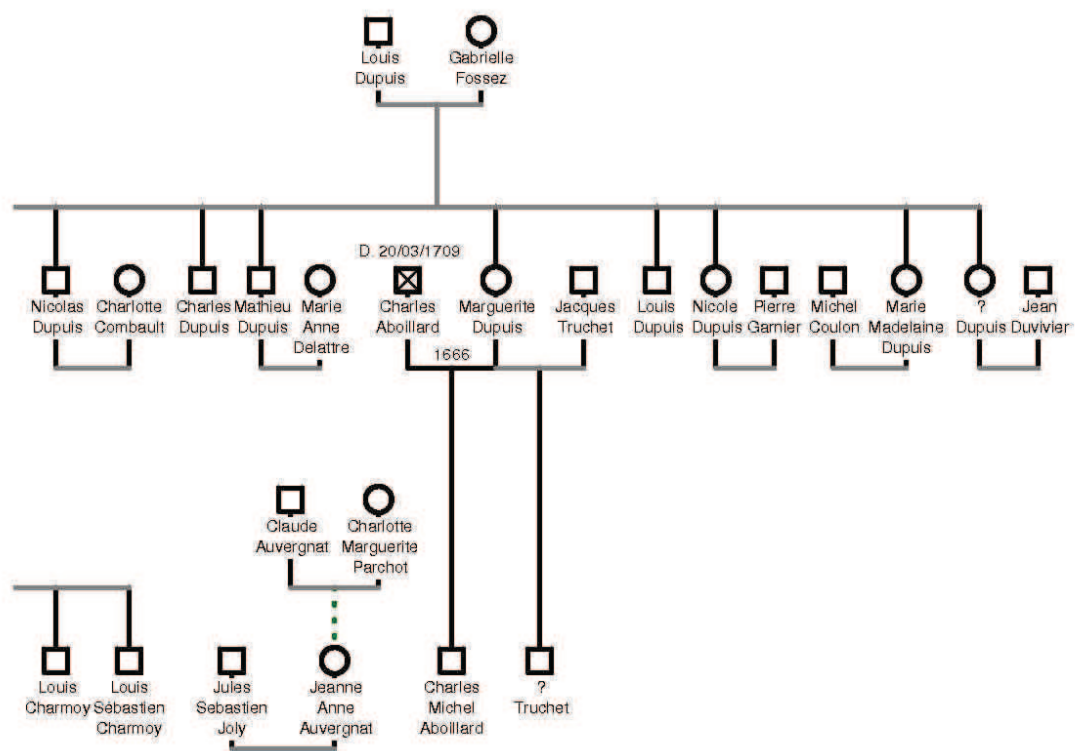 Louis
Dupuis
Gabrielle
Fossez
D. 20/03/1709
Nicolas
Dupuis
Charlotte
Combault
Charles
Dupuis
Mathieu
Dupuis
Marie
Anne
Delattre
Charles
Aboillard
Marguerite
Dupuis
Jacques
Truchet
Louis
Dupuis
Nicole
Dupuis
Pierre
Garnier
Michel
Coulon
Marie
Madelaine
Dupuis
?
Dupuis
Jean
Duvivier
1666
Claude
Auvergnat
Charlotte
Marguerite
Parchot
Louis
Charmoy
Louis
Sébastien
Charmoy
Jules
Sebastien
Joly
Jeanne
Anne
Auvergnat
Charles
Michel
Aboillard
?
Truchet